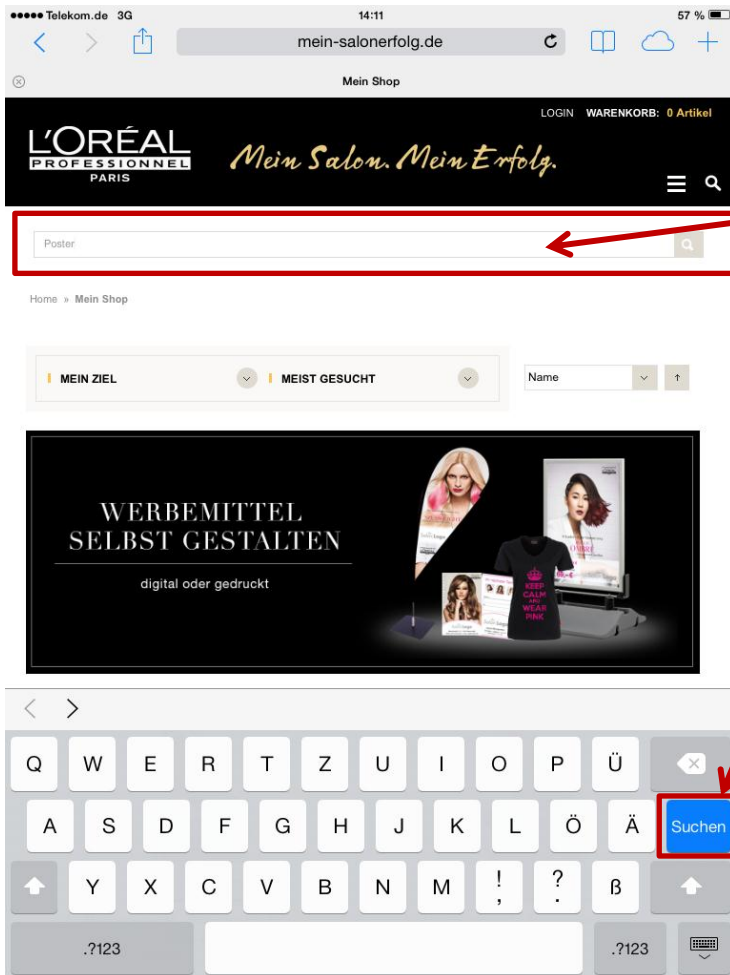 Telekom.de 3G 14:11 57 %
mein-salonerfolg.de
Mein Shop
LOGIN WARENKORB: 0 Artikel
L'ORÉAL
PROFESSIONNEL
PARIS
Mein Salon. Mein Erfolg.
Poster
Home » Mein Shop
MEIN ZIEL MEIST GESUCHT Name
WERBEMITTEL
SELBST GESTALTEN
digital oder gedruckt
KEEP
CALM
AND
WEAR
PINK
Q W E R T Z U I O P Ü
A S D F G H J K L Ö Ä Suchen
Y X C V B N M ! , ? . ß
.?123 .?123